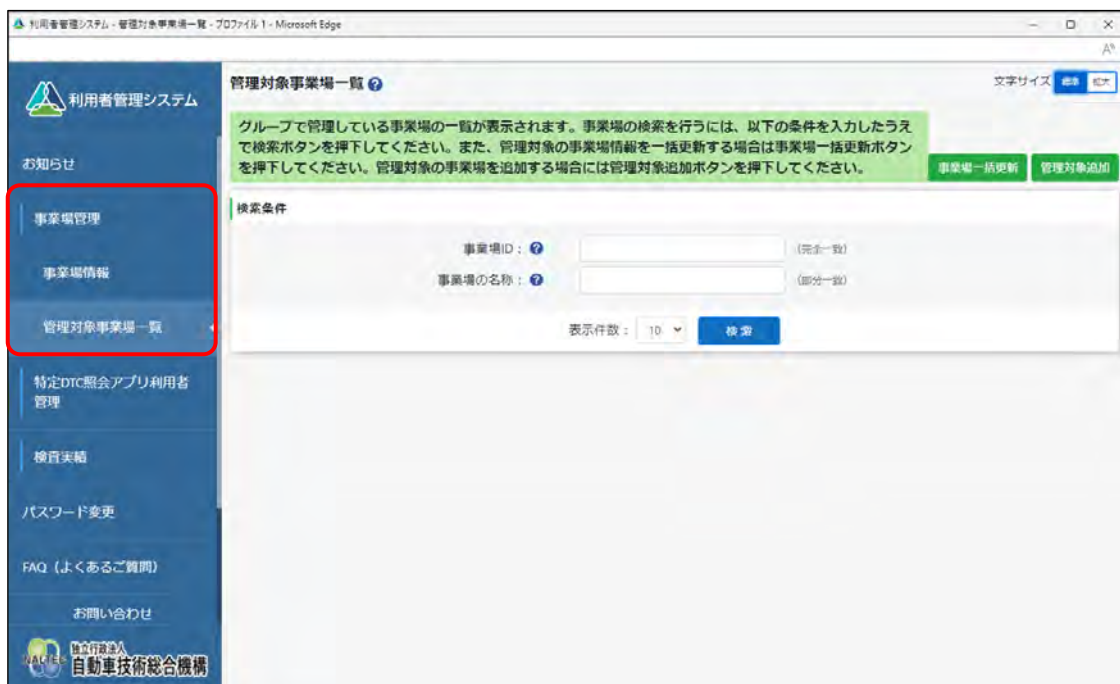 利用者管理システム - 管理対象事業場一覧 - プロファイル 1 - Microsoft Edge
利用者管理システム
お知らせ
事業場管理
事業場情報
管理対象事業場一覧
特定DTC照会アプリ利用者
管理
検査実績
パスワード変更
FAQ（よくあるご質問）
お問い合わせ
NALTEC
独立行政法人
自動車技術総合機構
管理対象事業場一覧 ?
文字サイズ 標準 拡大
グループで管理している事業場の一覧が表示されます。事業場の検索を行うには、以下の条件を入力したうえ
で検索ボタンを押下してください。また、管理対象の事業場情報を一括更新する場合は事業場一括更新ボタン
を押下してください。管理対象の事業場を追加する場合には管理対象追加ボタンを押下してください。
事業場一括更新 管理対象追加
検索条件
事業場ID： ? (完全一致)
事業場の名称： ? (部分一致)
表示件数： 10 検索